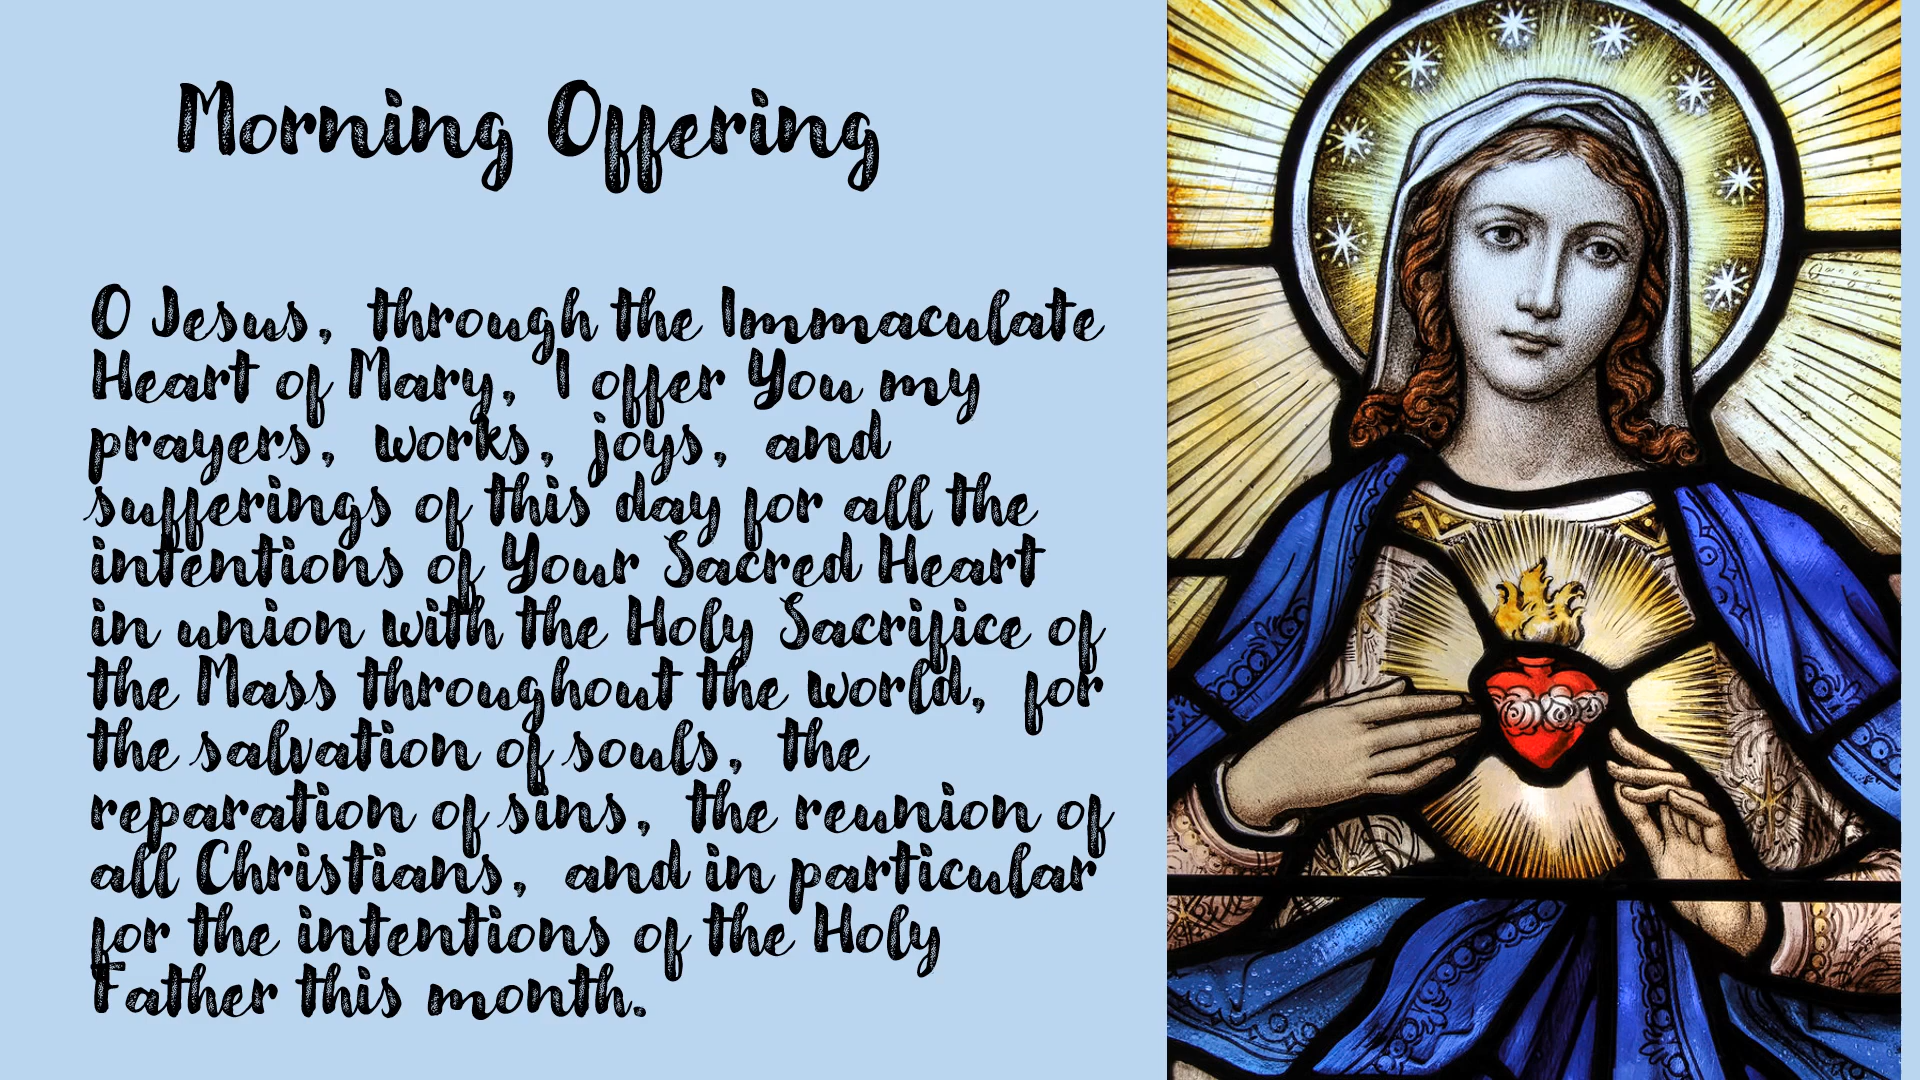 Morning Offering
O Jesus, through the Immaculate
Heart of Mary, I offer You my
prayers, works, joys, and
sufferings of this day for all the
intentions of Your Sacred Heart
in union with the Holy Sacrifice of
the Mass throughout the world, for
the salvation of souls, the
reparation of sins, the reunion of
all Christians, and in particular
for the intentions of the Holy
Father this month.